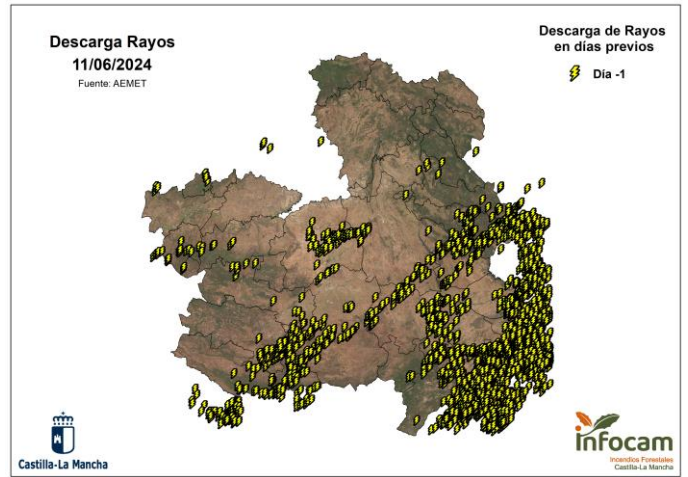 Descarga Rayos
11/06/2024
Fuente: AEMET
Descarga de Rayos
en días previos
Día -1
Castilla-La Mancha
infocam
Incendios Forestales
Castilla-La Mancha